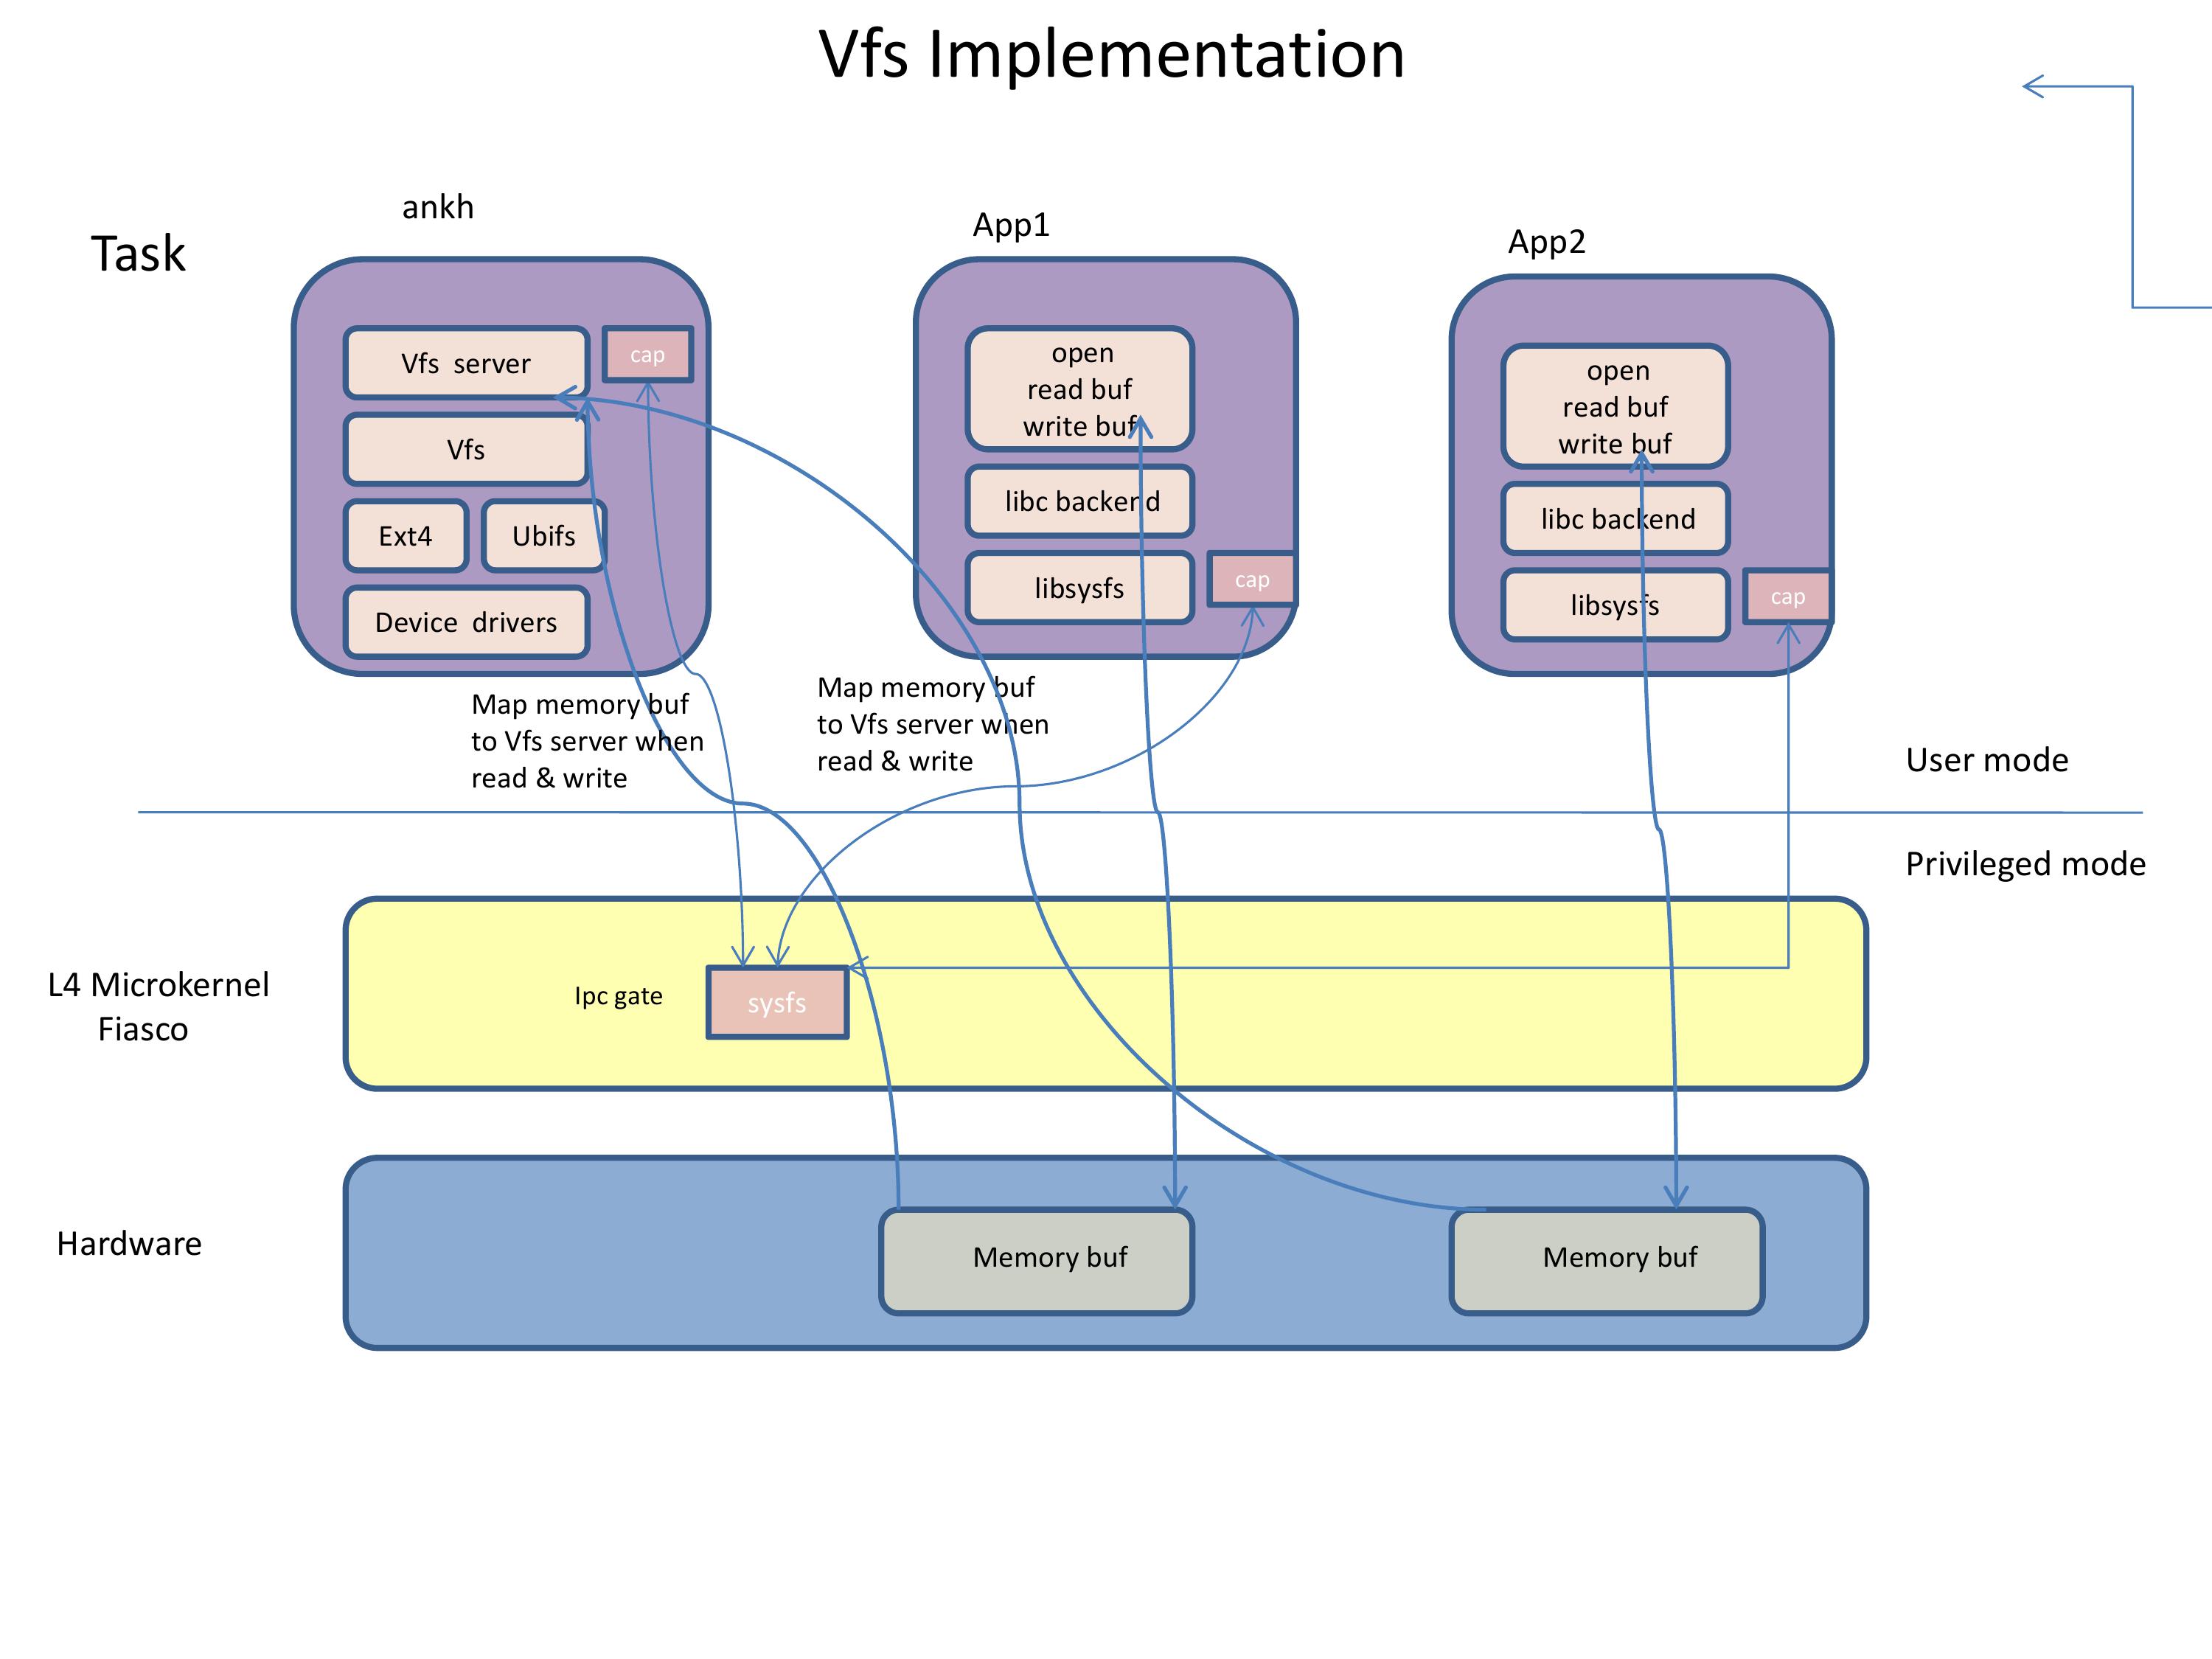 Vfs Implementation
Task
ankh
App1
App2
Vfs  server
cap
Vfs
Ext4
Ubifs
Device  drivers
open
read buf
write buf
libc backend
libsysfs
cap
open
read buf
write buf
libc backend
libsysfs
cap
Map memory buf
to Vfs server when
read & write
Map memory buf
to Vfs server when
read & write
User mode
Privileged mode
L4 Microkernel
Fiasco
Ipc gate
sysfs
Hardware
Memory buf
Memory buf